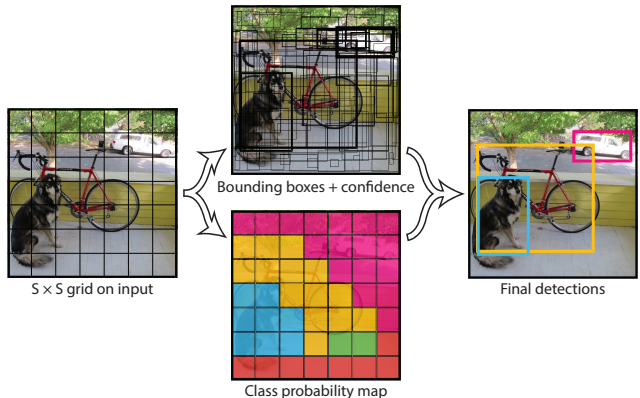 Bounding boxes + confidence
S × S grid on input
Final detections
Class probability map